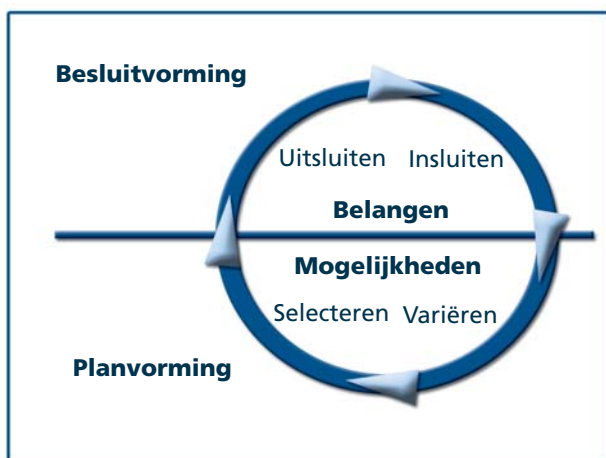 Besluitvorming
Uitsluiten Insluiten
Belangen
Mogelijkheden
Selecteren Variëren
Planvorming